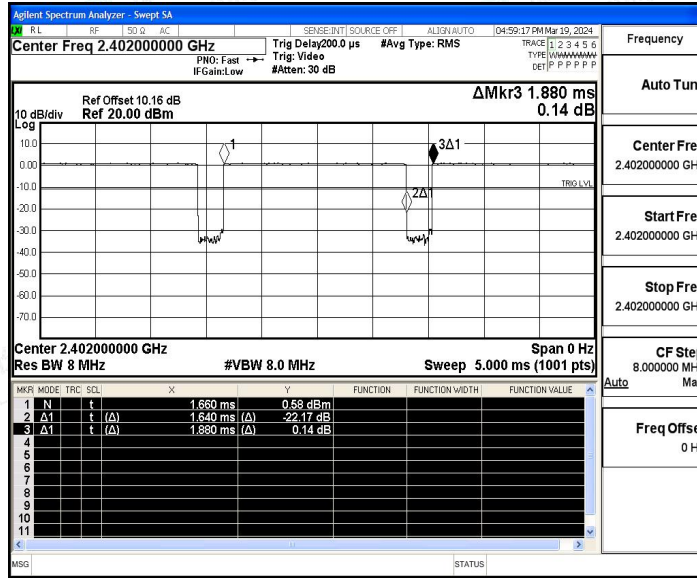 Agilent Spectrum Analyzer - Swept SA
LXI RL RF 50 Ω AC SENSE:INT SOURCE OFF ALIGN AUTO 04:59:17 PM Mar 19, 2024
Center Freq 2.402000000 GHz
PNO: Fast
IFGain:Low
Trig Delay200.0 µs
Trig: Video
#Atten: 30 dB
#Avg Type: RMS
TRACE 1 2 3 4 5 6
TYPE WWWWWW
DET P P P P P P
Frequency
Auto Tun
Center Fre
2.402000000 GH
Start Fre
2.402000000 GH
Stop Fre
2.402000000 GH
CF Ste
8.000000 MH
Auto Ma
Freq Offse
0 H
ΔMkr3 1.880 ms
0.14 dB
Ref Offset 10.16 dB
10 dB/div Ref 20.00 dBm
Log
10.0
0.00
-10.0
-20.0
-30.0
-40.0
-50.0
-60.0
-70.0
1
3Δ1
2Δ1
TRIG LVL
Center 2.402000000 GHz Span 0 Hz
Res BW 8 MHz #VBW 8.0 MHz Sweep 5.000 ms (1001 pts)
MKR MODE TRC SCL X Y FUNCTION FUNCTION WIDTH FUNCTION VALUE
1 N t 1.660 ms 0.58 dBm
2 Δ1 t (Δ) 1.640 ms (Δ) -22.17 dB
3 Δ1 t (Δ) 1.880 ms (Δ) 0.14 dB
4
5
6
7
8
9
10
11
MSG STATUS